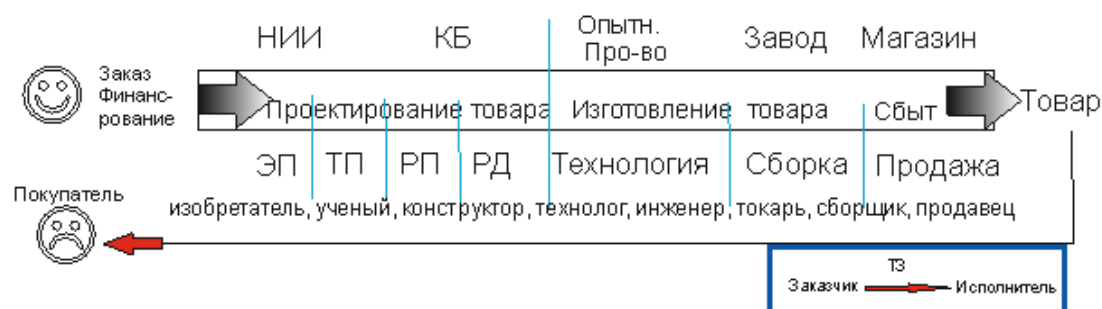 НИИ КБ Опытн. Завод Магазин
Про-во
Заказ
Финанс-
рование
Проектирование товара Изготовление товара Сбыт Товар
ЭП ТП РП РД Технология Сборка Продажа
Покупатель
изобретатель, ученый, конструктор, технолог, инженер, токарь, сборщик, продавец
ТЗ
Заказчик Исполнитель